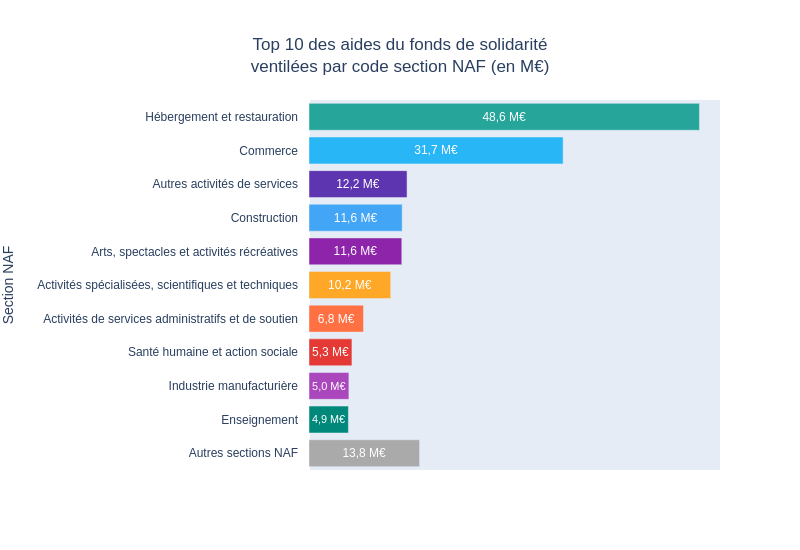 Top 10 des aides du fonds de solidarité
ventilées par code section NAF (en M€)
Section NAF
Hébergement et restauration 48,6 M€
Commerce 31,7 M€
Autres activités de services 12,2 M€
Construction 11,6 M€
Arts, spectacles et activités récréatives 11,6 M€
Activités spécialisées, scientifiques et techniques 10,2 M€
Activités de services administratifs et de soutien 6,8 M€
Santé humaine et action sociale 5,3 M€
Industrie manufacturière 5,0 M€
Enseignement 4,9 M€
Autres sections NAF 13,8 M€